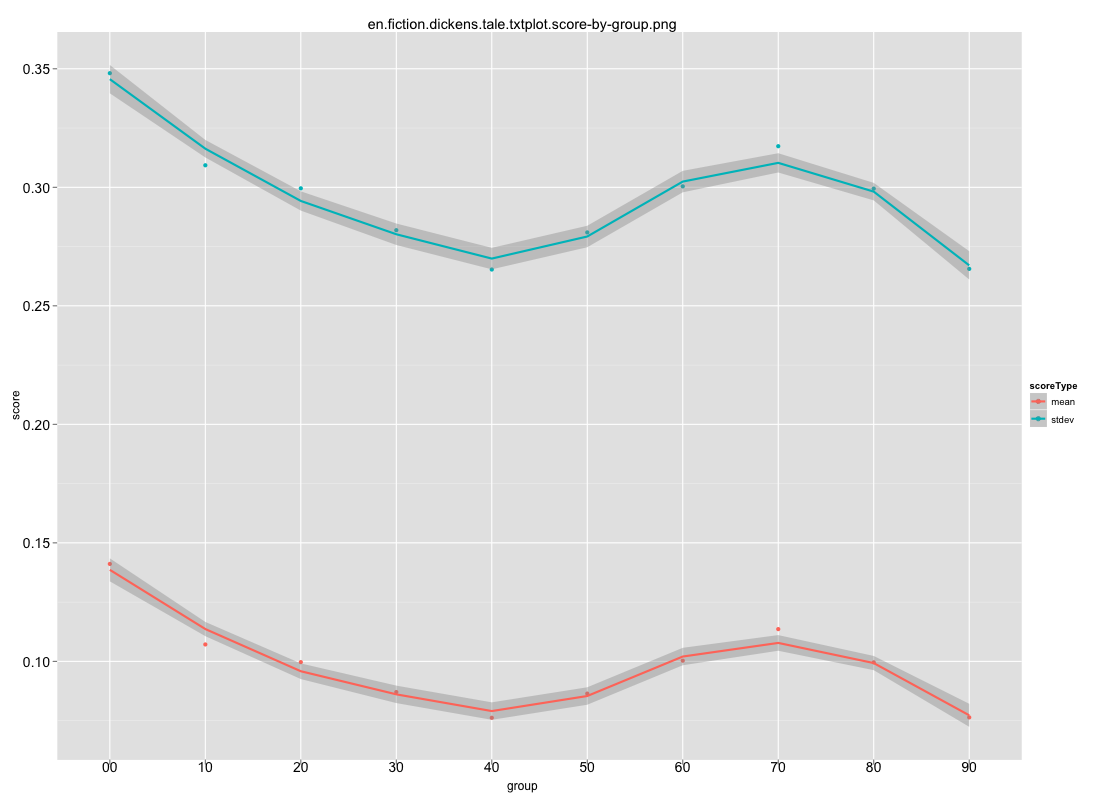 en.fiction.dickens.tale.txtplot.score-by-group.png
0.35
0.30
0.25
0.20
0.15
0.10
score
00 10 20 30 40 50 60 70 80 90
group
scoreType
mean
stdev